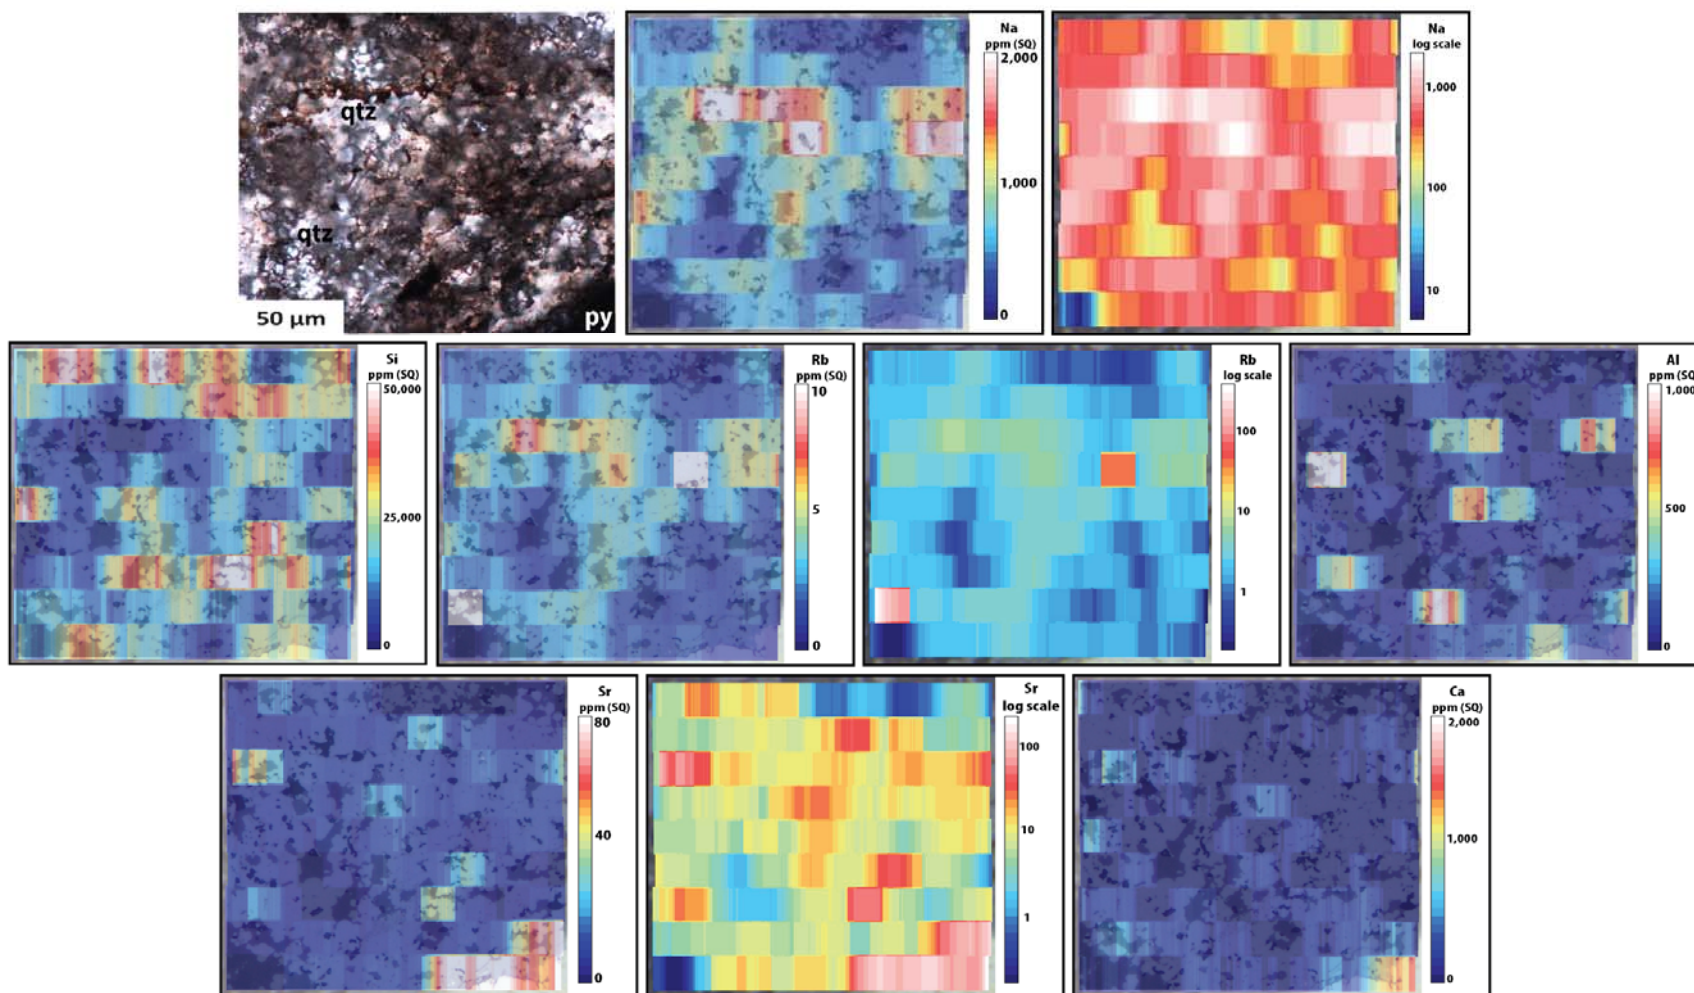 qtz
qtz
50 µm
py
Na
ppm (SQ)
2,000
1,000
0
Na
log scale
1,000
100
10
Si
ppm (SQ)
50,000
25,000
0
Rb
ppm (SQ)
10
5
0
Rb
log scale
100
10
1
Al
ppm (SQ)
1,000
500
0
Sr
ppm (SQ)
80
40
0
Sr
log scale
100
10
1
Ca
ppm (SQ)
2,000
1,000
0